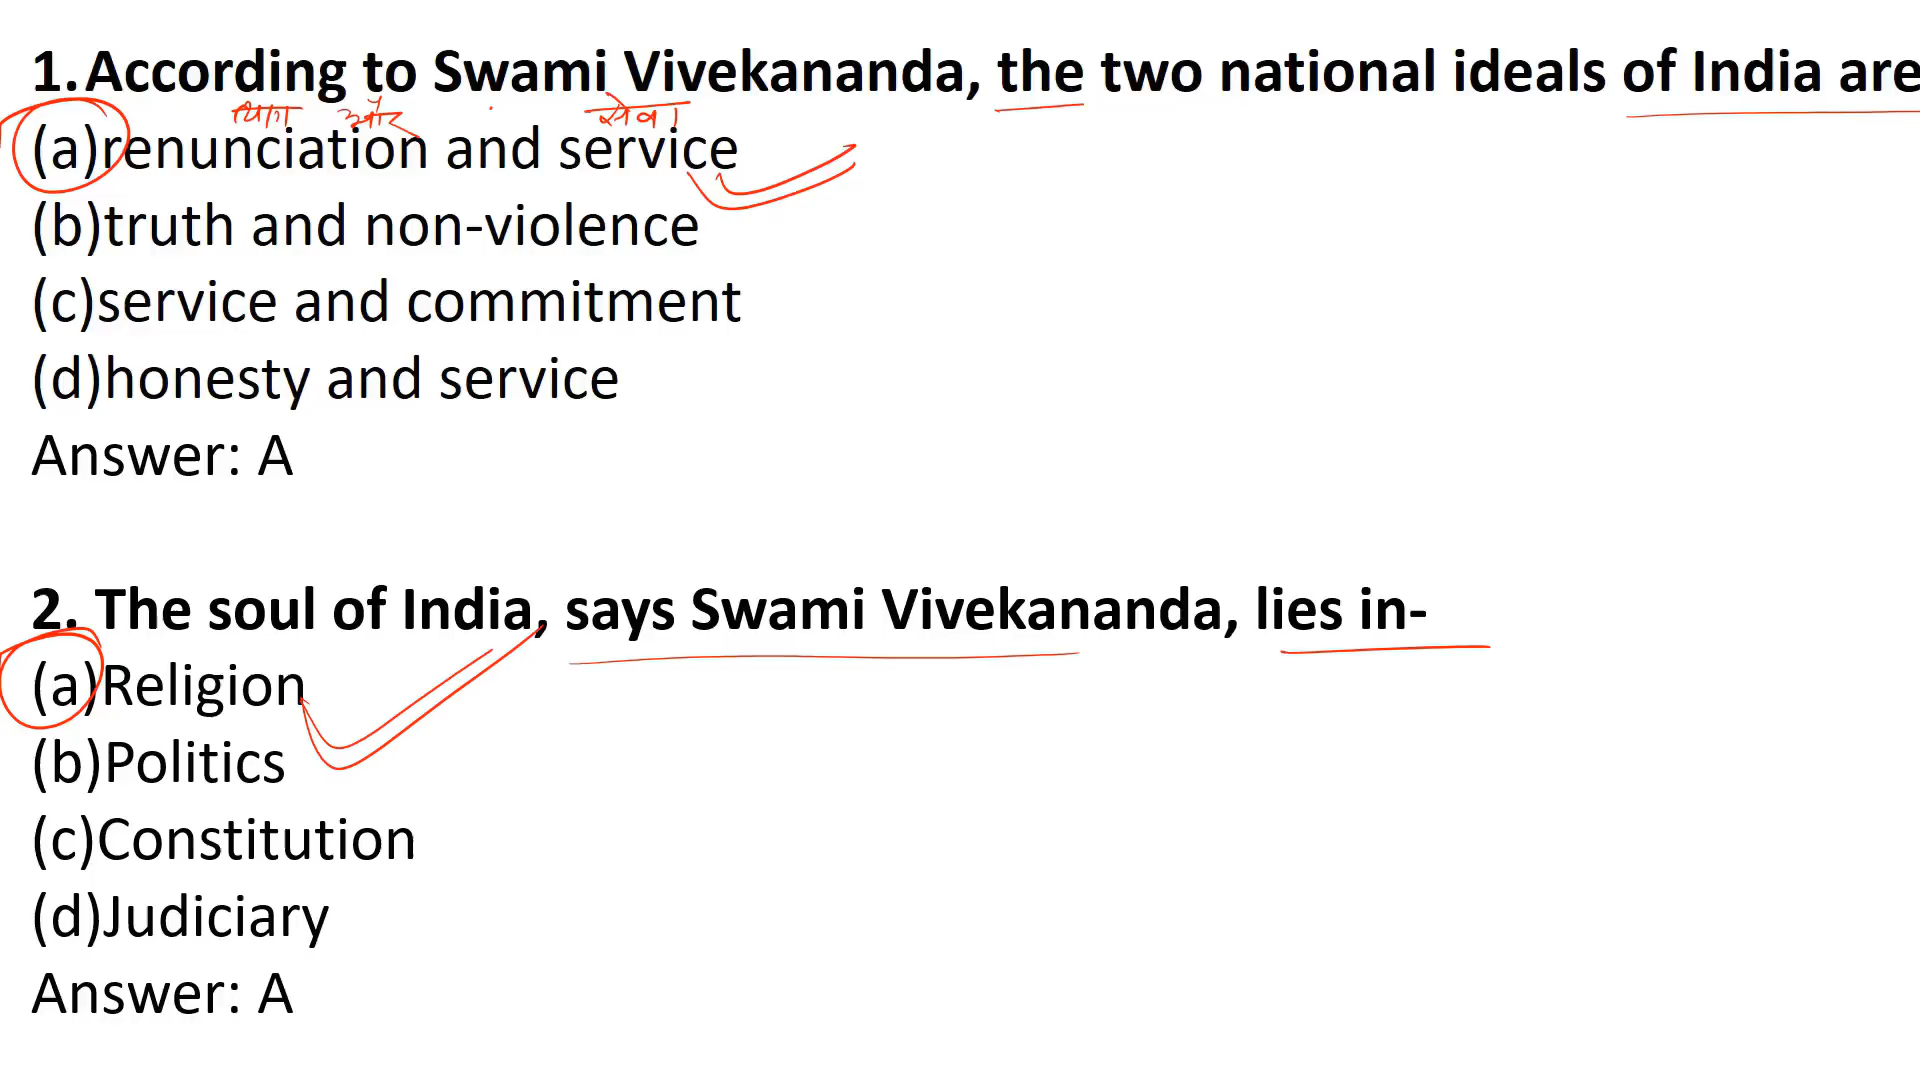 1. According to Swami Vivekananda, the two national ideals of India are
त्याग और सेवा
(a)renunciation and service
(b)truth and non-violence
(c)service and commitment
(d)honesty and service
Answer: A
2. The soul of India, says Swami Vivekananda, lies in-
(a)Religion
(b)Politics
(c)Constitution
(d)Judiciary
Answer: A